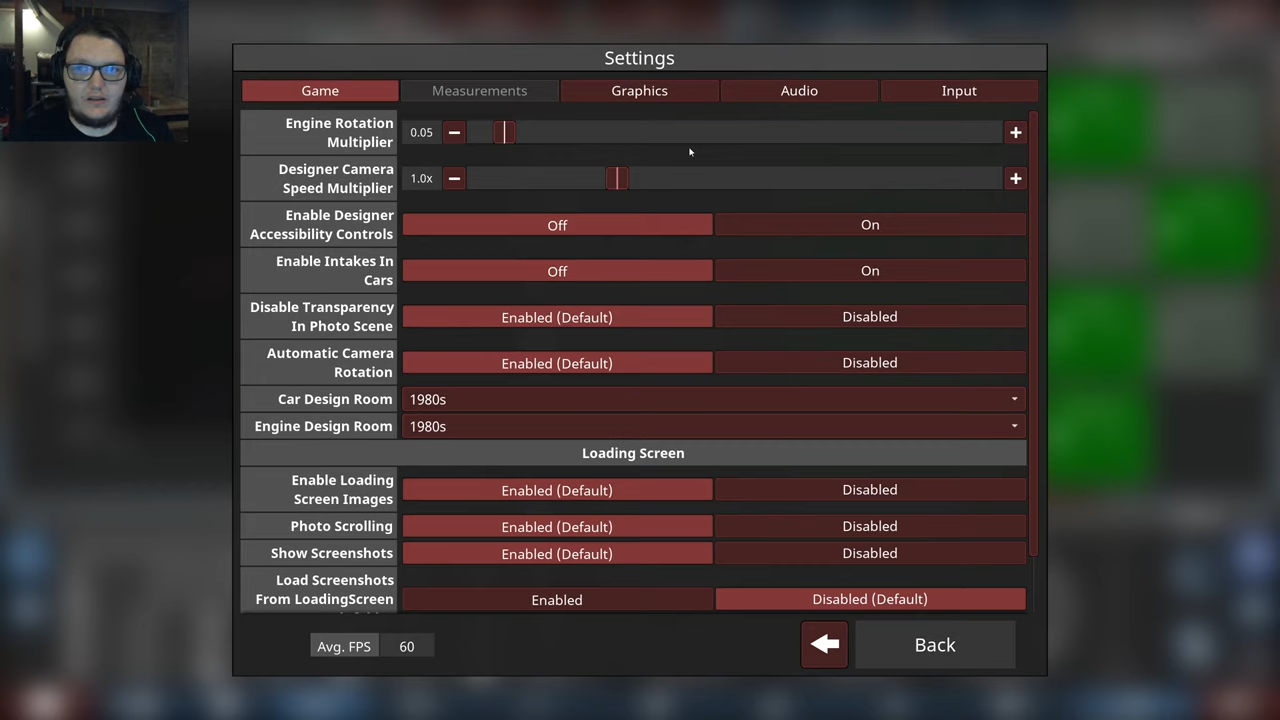 Settings
Game
Measurements
Graphics
Audio
Input
Engine Rotation
Multiplier
0.05
Designer Camera
Speed Multiplier
1.0x
Enable Designer
Accessibility Controls
Off
On
Enable Intakes In
Cars
Off
On
Disable Transparency
In Photo Scene
Enabled (Default)
Disabled
Automatic Camera
Rotation
Enabled (Default)
Disabled
Car Design Room
1980s
Engine Design Room
1980s
Loading Screen
Enable Loading
Screen Images
Enabled (Default)
Disabled
Photo Scrolling
Enabled (Default)
Disabled
Show Screenshots
Enabled (Default)
Disabled
Load Screenshots
From LoadingScreen
Enabled
Disabled (Default)
Avg. FPS
60
Back